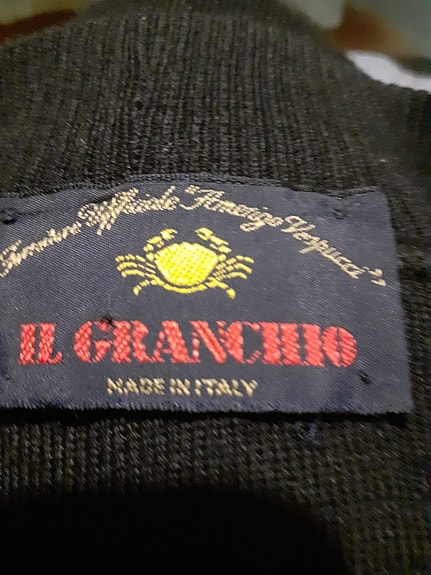 Fornitore Ufficiale "Amerigo Vespucci"
IL GRANCHIO
MADE IN ITALY